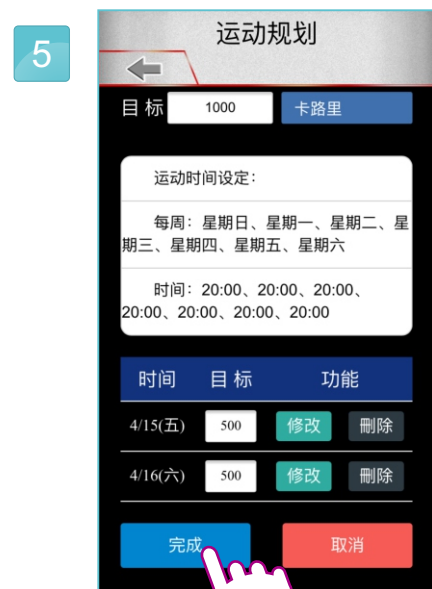 5
运动规划
目标 1000 卡路里
运动时间设定：
每周：星期日、星期一、星期二、星
期三、星期四、星期五、星期六
时间：20:00、20:00、20:00、
20:00、20:00、20:00、20:00
时间 目标 功能
4/15(五) 500 修改 刪除
4/16(六) 500 修改 刪除
完成 取消